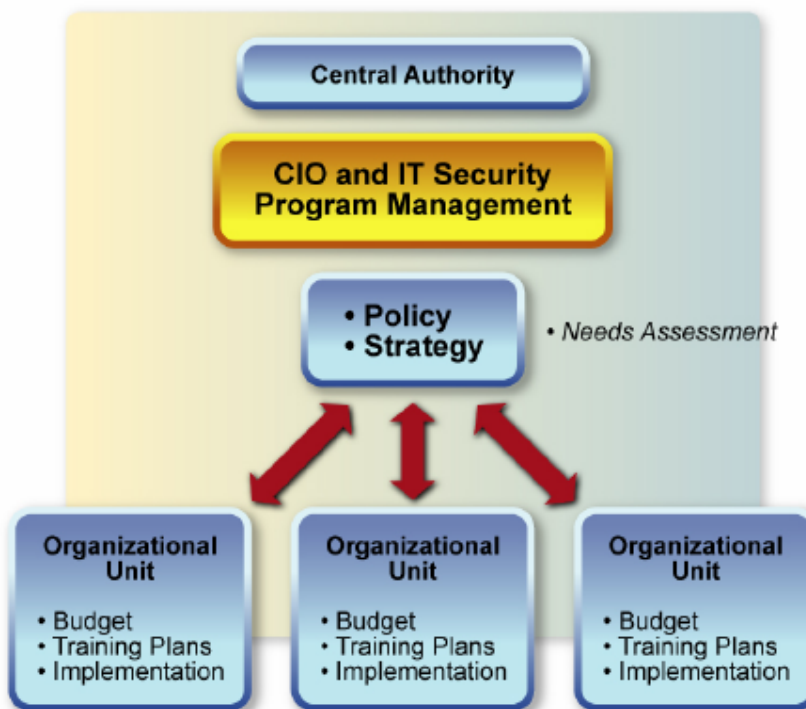 Central Authority
CIO and IT Security
Program Management
• Policy
• Strategy
• Needs Assessment
Organizational
Unit
• Budget
• Training Plans
• Implementation
Organizational
Unit
• Budget
• Training Plans
• Implementation
Organizational
Unit
• Budget
• Training Plans
• Implementation